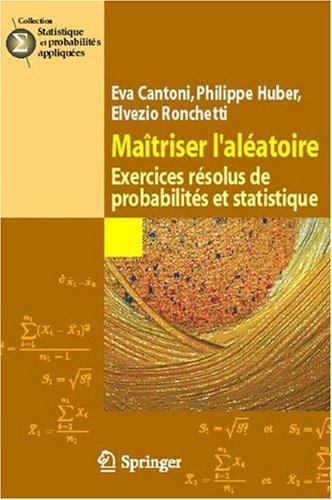 Collection
Statistique
et probabilités
appliquées
Eva Cantoni, Philippe Huber,
Elvezio Ronchetti
Maîtriser l'aléatoire
Exercices résolus de
probabilités et statistique
Springer